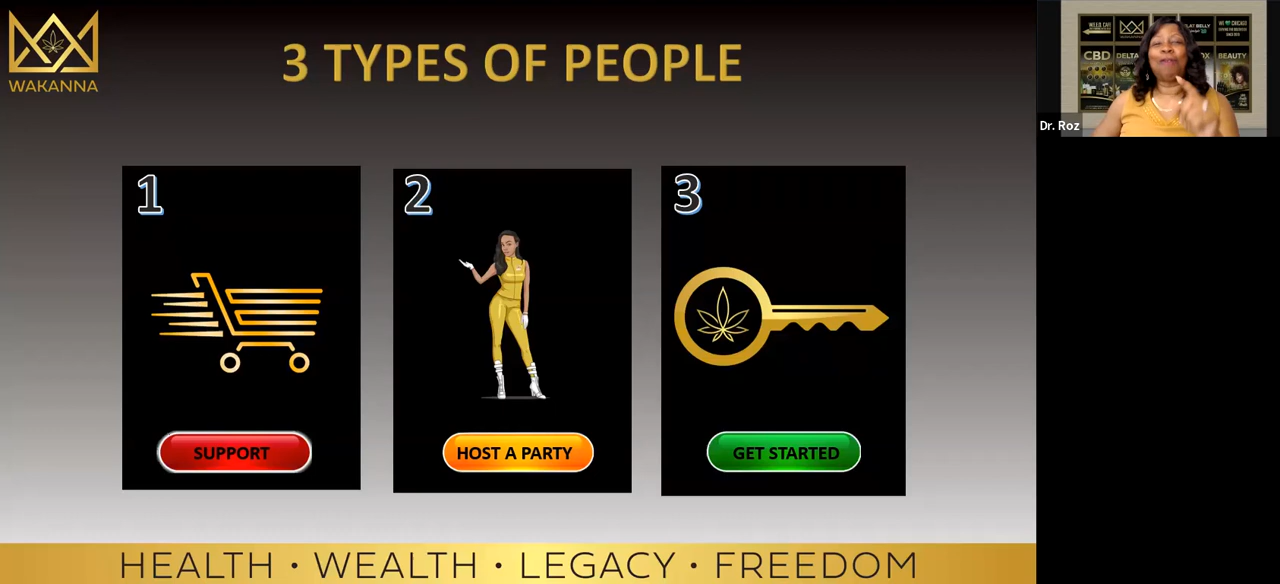 WAKANNA
3 TYPES OF PEOPLE
1
2
3
SUPPORT
HOST A PARTY
GET STARTED
HEALTH • WEALTH • LEGACY • FREEDOM
CBD
BEAUTY
Dr. Roz